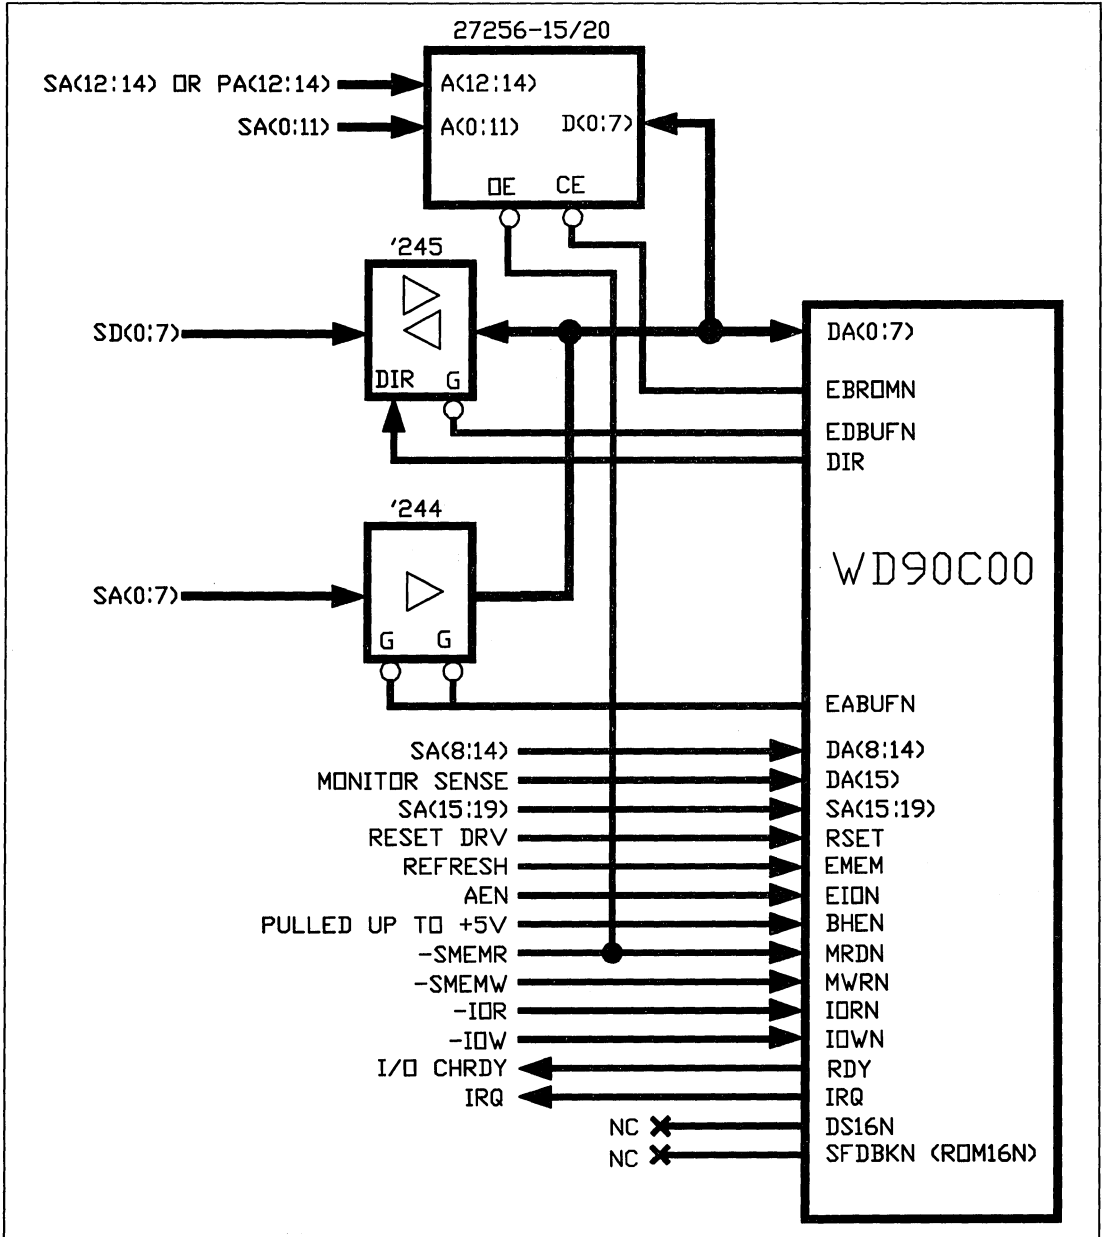 27256-15/20
SA(12:14) OR PA(12:14)
A(12:14)
SA(0:11)
A(0:11)
D(0:7)
OE
CE
'245
SD(0:7)
DIR
G
DA(0:7)
EBROMN
EDBUFN
DIR
'244
SA(0:7)
G
G
WD90C00
EABUFN
SA(8:14)
DA(8:14)
MONITOR SENSE
DA(15)
SA(15:19)
SA(15:19)
RESET DRV
RSET
REFRESH
EMEM
AEN
EION
PULLED UP TO +5V
BHEN
-SMEMR
MRDN
-SMEMW
MWRN
-IOR
IORN
-IOW
IOWN
I/O CHRDY
RDY
IRQ
IRQ
NC
DS16N
NC
SFDBKN (ROM16N)